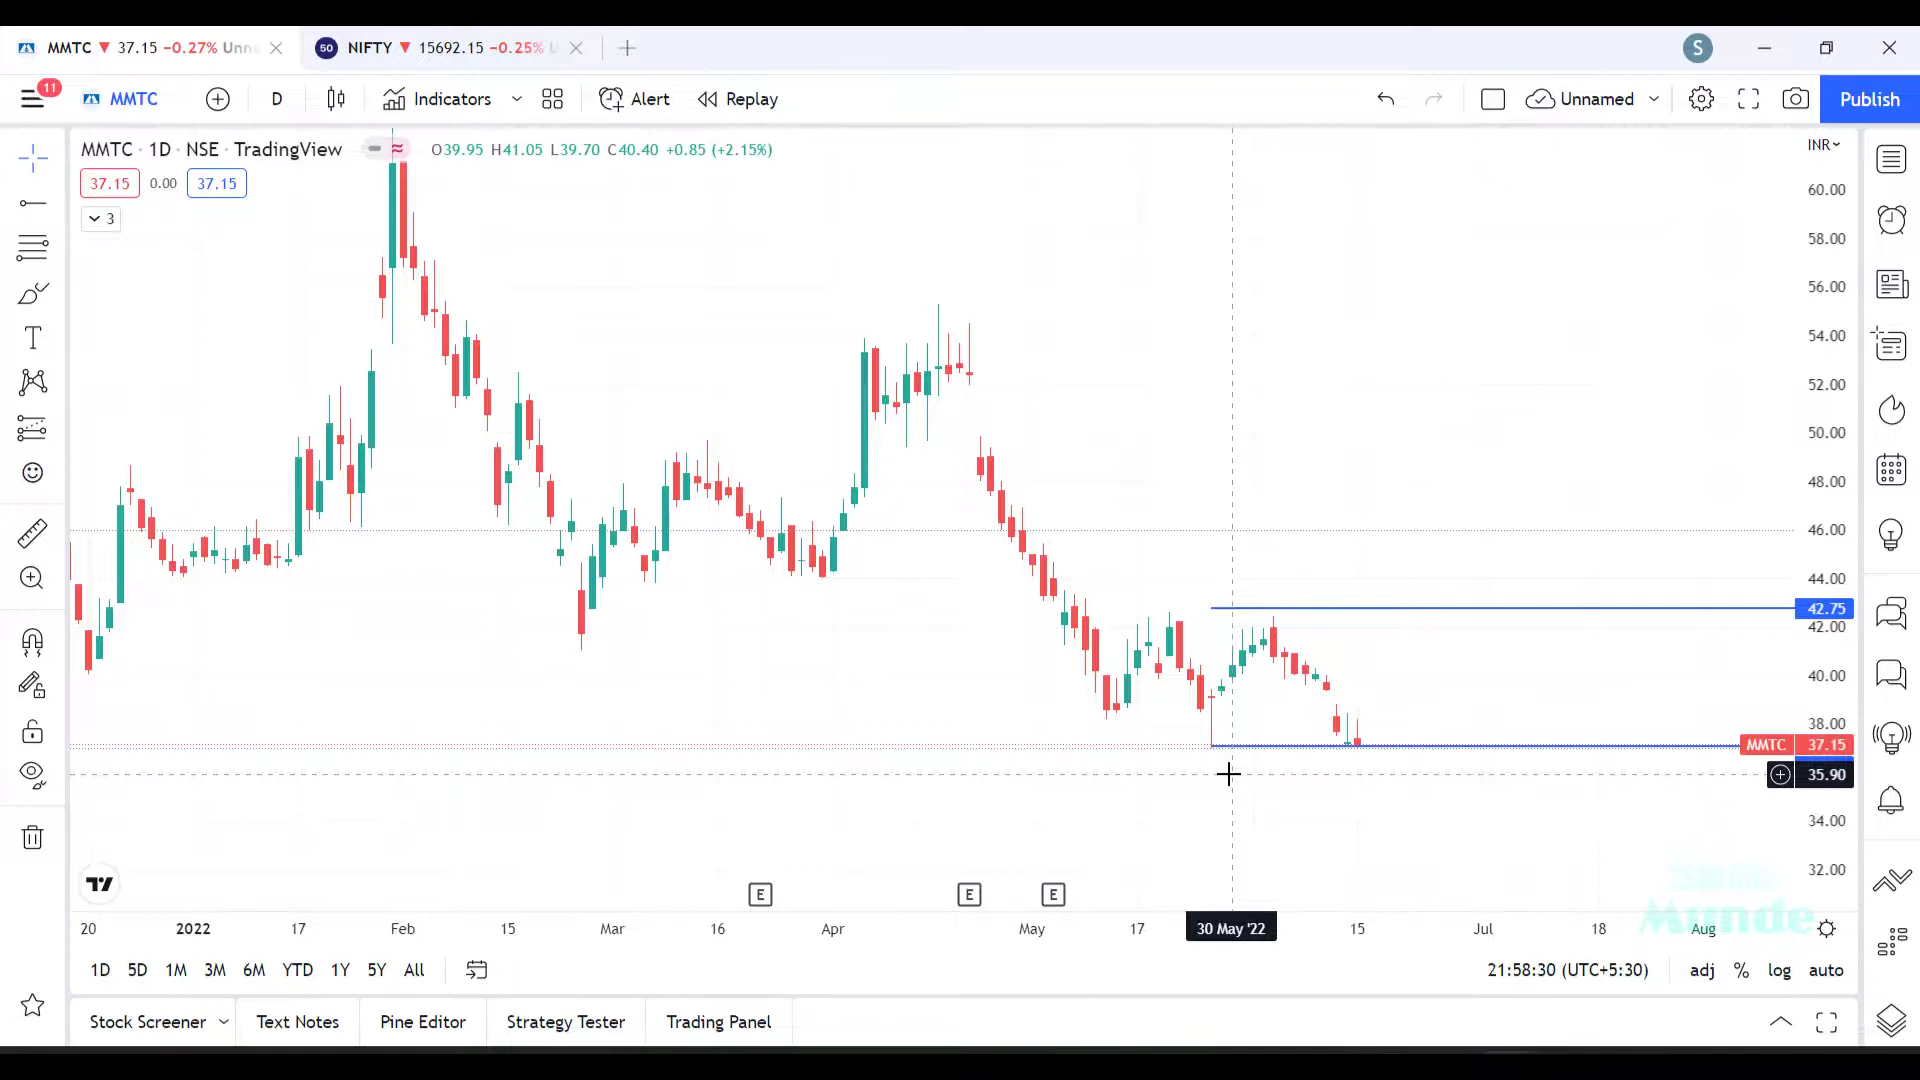 MMTC ▼ 37.15 −0.27% Unna
50 NIFTY ▼ 15692.15 −0.25% U
S
11
MMTC D Indicators Alert Replay Unnamed Publish
MMTC · 1D · NSE · TradingView O39.95 H41.05 L39.70 C40.40 +0.85 (+2.15%)
INR
37.15 0.00 37.15
3
60.00
58.00
56.00
54.00
52.00
50.00
48.00
46.00
44.00
42.75
42.00
40.00
38.00
MMTC 37.15
35.90
34.00
32.00
E E E
Munde
20 2022 17 Feb 15 Mar 16 Apr May 17 30 May '22 15 Jul 18 Aug
1D 5D 1M 3M 6M YTD 1Y 5Y All 21:58:30 (UTC+5:30) adj % log auto
Stock Screener Text Notes Pine Editor Strategy Tester Trading Panel